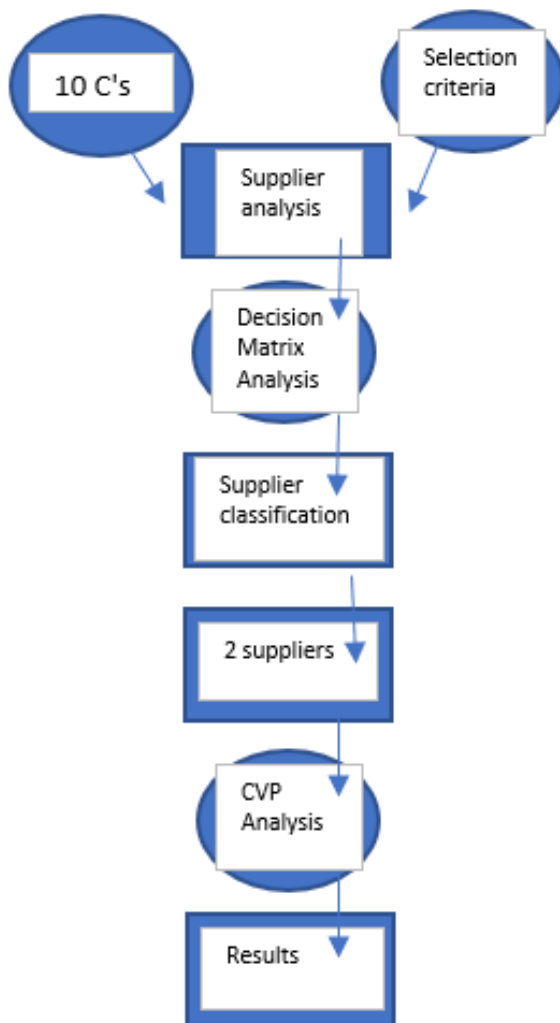 10 C's
Selection
criteria
Supplier
analysis
Decision
Matrix
Analysis
Supplier
classification
2 suppliers
CVP
Analysis
Results